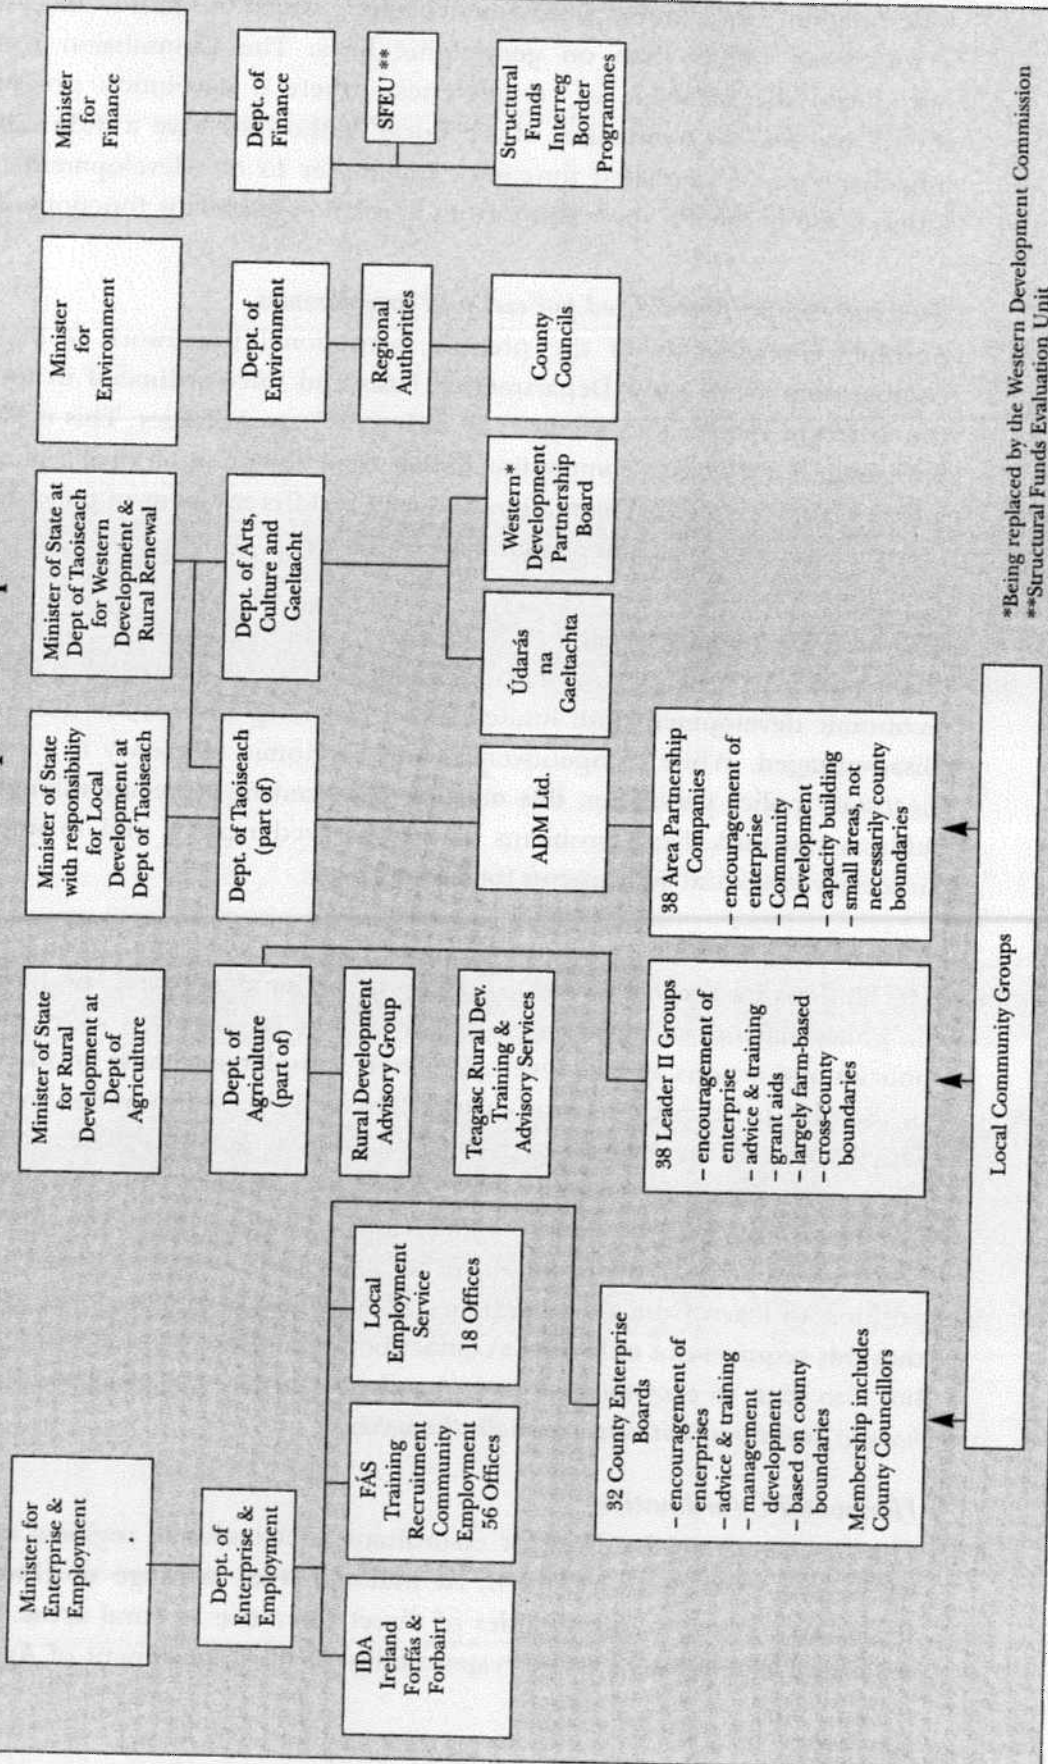 Minister for
Enterprise &
Employment
Dept. of
Enterprise &
Employment
IDA
Ireland
Forfás &
Forbairt
FÁS
Training
Recruitment
Community
Employment
56 Offices
Local
Employment
Service
18 Offices
32 County Enterprise
Boards
– encouragement of
enterprises
– advice & training
– management
development
– based on county
boundaries
Membership includes
County Councillors
Minister of State
for Rural
Development at
Dept of
Agriculture
Dept. of
Agriculture
(part of)
Rural Development
Advisory Group
Teagasc Rural Dev.
Training &
Advisory Services
38 Leader II Groups
– encouragement of
enterprise
– advice & training
– grant aids
– largely farm-based
– cross-county
boundaries
Minister of State
with responsibility
for Local
Development at
Dept of Taoiseach
Dept. of Taoiseach
(part of)
ADM Ltd.
38 Area Partnership
Companies
– encouragement of
enterprise
– Community
Development
– capacity building
– small areas, not
necessarily county
boundaries
Minister of State at
Dept of Taoiseach
for Western
Development &
Rural Renewal
Dept. of Arts,
Culture and
Gaeltacht
Údarás
na
Gaeltachta
Western*
Development
Partnership
Board
Minister
for
Environment
Dept. of
Environment
Regional
Authorities
County
Councils
Minister
for
Finance
Dept. of
Finance
SFEU **
Structural
Funds
Interreg
Border
Programmes
Local Community Groups
*Being replaced by the Western Development Commission
**Structural Funds Evaluation Unit